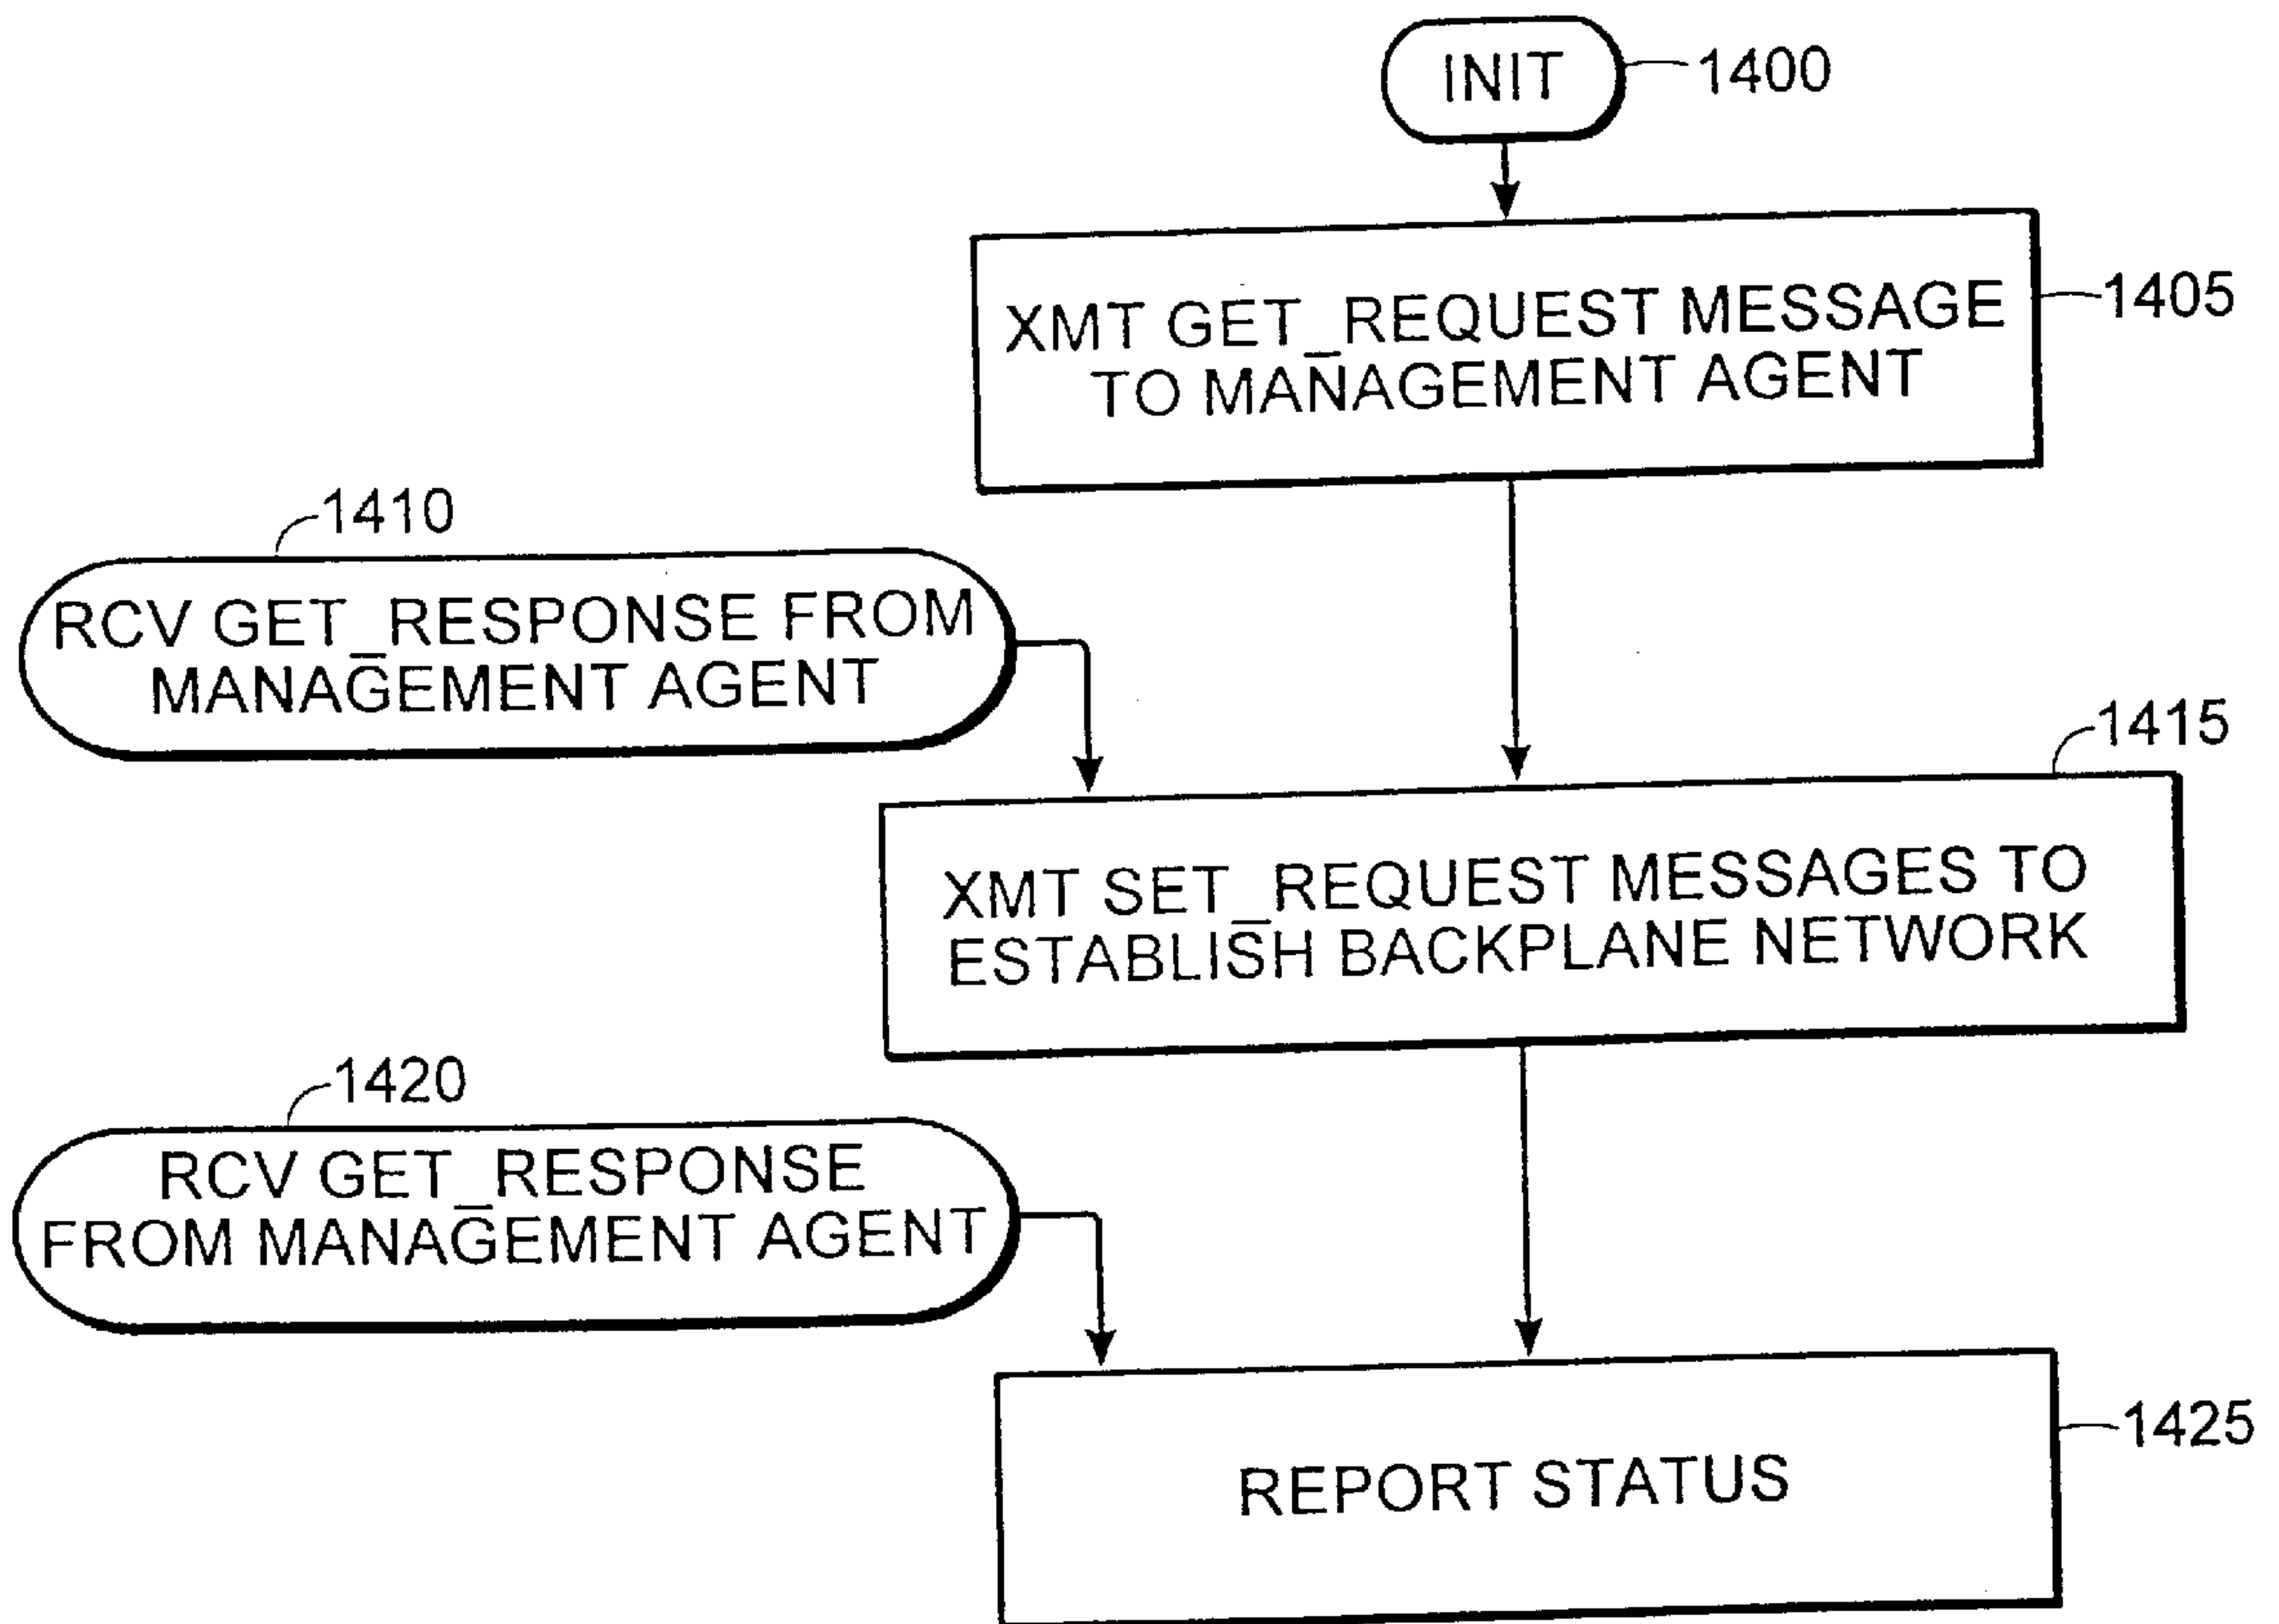 INIT
1400
XMT GET_REQUEST MESSAGE
TO MANAGEMENT AGENT
1405
1410
RCV GET_RESPONSE FROM
MANAGEMENT AGENT
1415
XMT SET_REQUEST MESSAGES TO
ESTABLISH BACKPLANE NETWORK
1420
RCV GET_RESPONSE
FROM MANAGEMENT AGENT
1425
REPORT STATUS